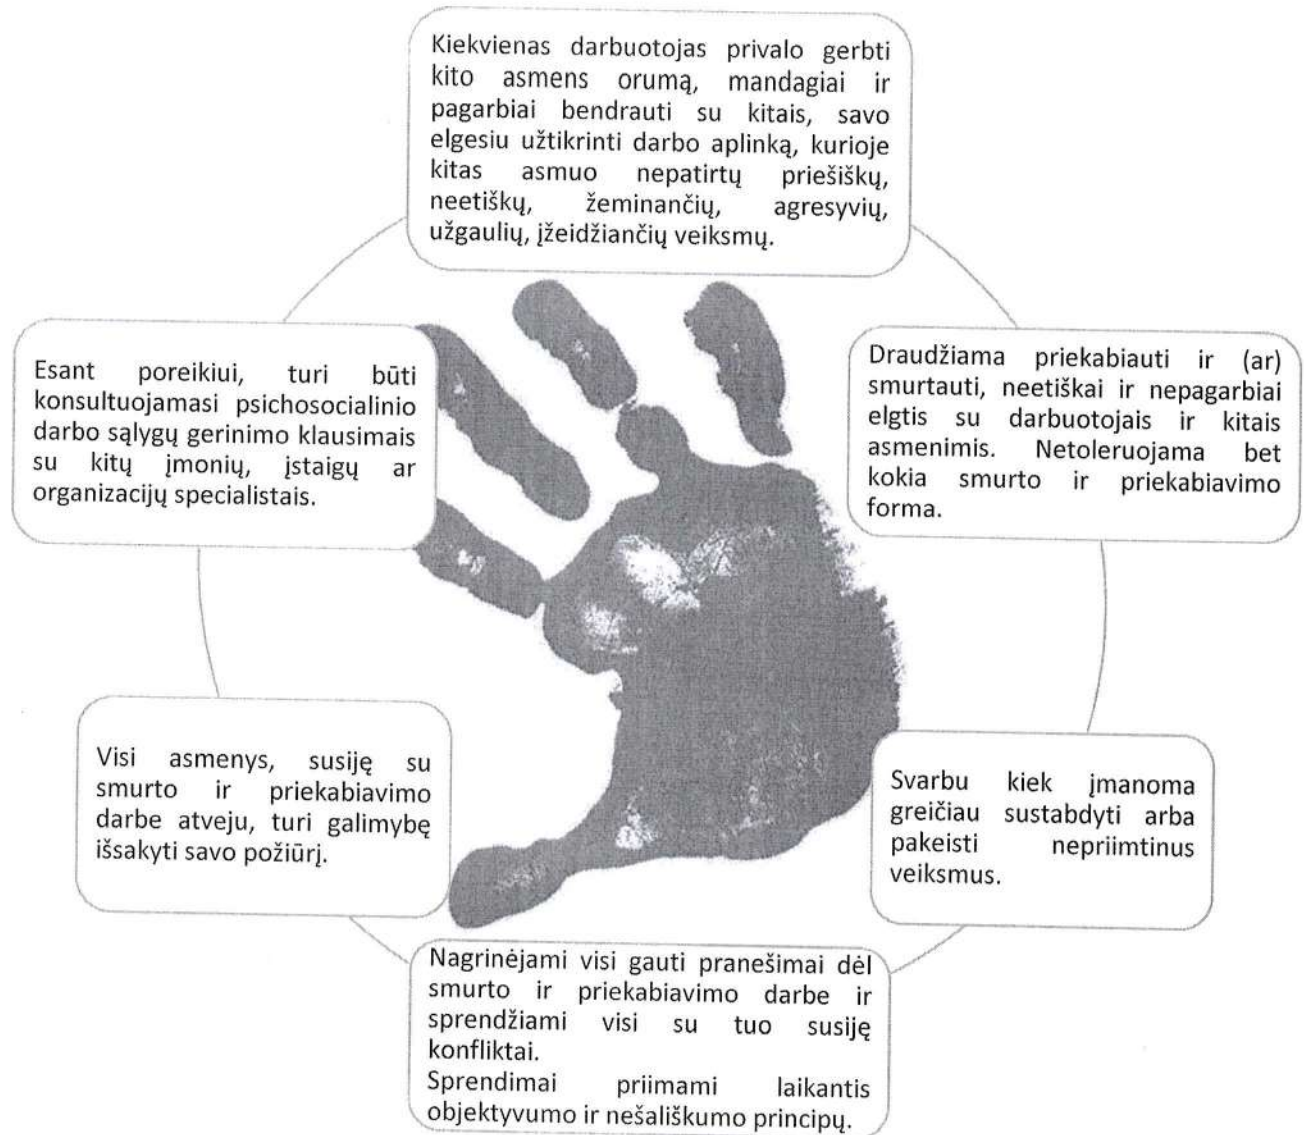 Kiekvienas darbuotojas privalo gerbti
kito asmens orumą, mandagiai ir
pagarbiai bendrauti su kitais, savo
elgesiu užtikrinti darbo aplinką, kurioje
kitas asmuo nepatirtų priešiškų,
neetiškų, žeminančių, agresyvių,
užgaulių, įžeidžiančių veiksmų.
Draudžiama priekabiauti ir (ar)
smurtauti, neetiškai ir nepagarbiai
elgtis su darbuotojais ir kitais
asmenimis. Netoleruojama bet
kokia smurto ir priekabiavimo
forma.
Svarbu kiek įmanoma
greičiau sustabdyti arba
pakeisti nepriimtinus
veiksmus.
Nagrinėjami visi gauti pranešimai dėl
smurto ir priekabiavimo darbe ir
sprendžiami visi su tuo susiję
konfliktai.
Sprendimai priimami laikantis
objektyvumo ir nešališkumo principų.
Visi asmenys, susiję su
smurto ir priekabiavimo
darbe atveju, turi galimybę
išsakyti savo požiūrį.
Esant poreikiui, turi būti
konsultuojamasi psichosocialinio
darbo sąlygų gerinimo klausimais
su kitų įmonių, įstaigų ar
organizacijų specialistais.